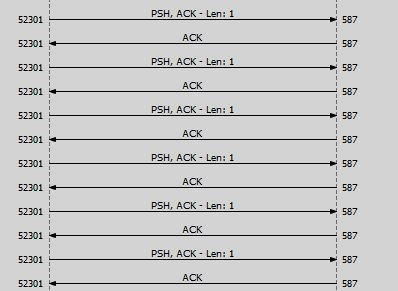 PSH, ACK - Len: 1
52301 587
ACK
52301 587
PSH, ACK - Len: 1
52301 587
ACK
52301 587
PSH, ACK - Len: 1
52301 587
ACK
52301 587
PSH, ACK - Len: 1
52301 587
ACK
52301 587
PSH, ACK - Len: 1
52301 587
ACK
52301 587
PSH, ACK - Len: 1
52301 587
ACK
52301 587